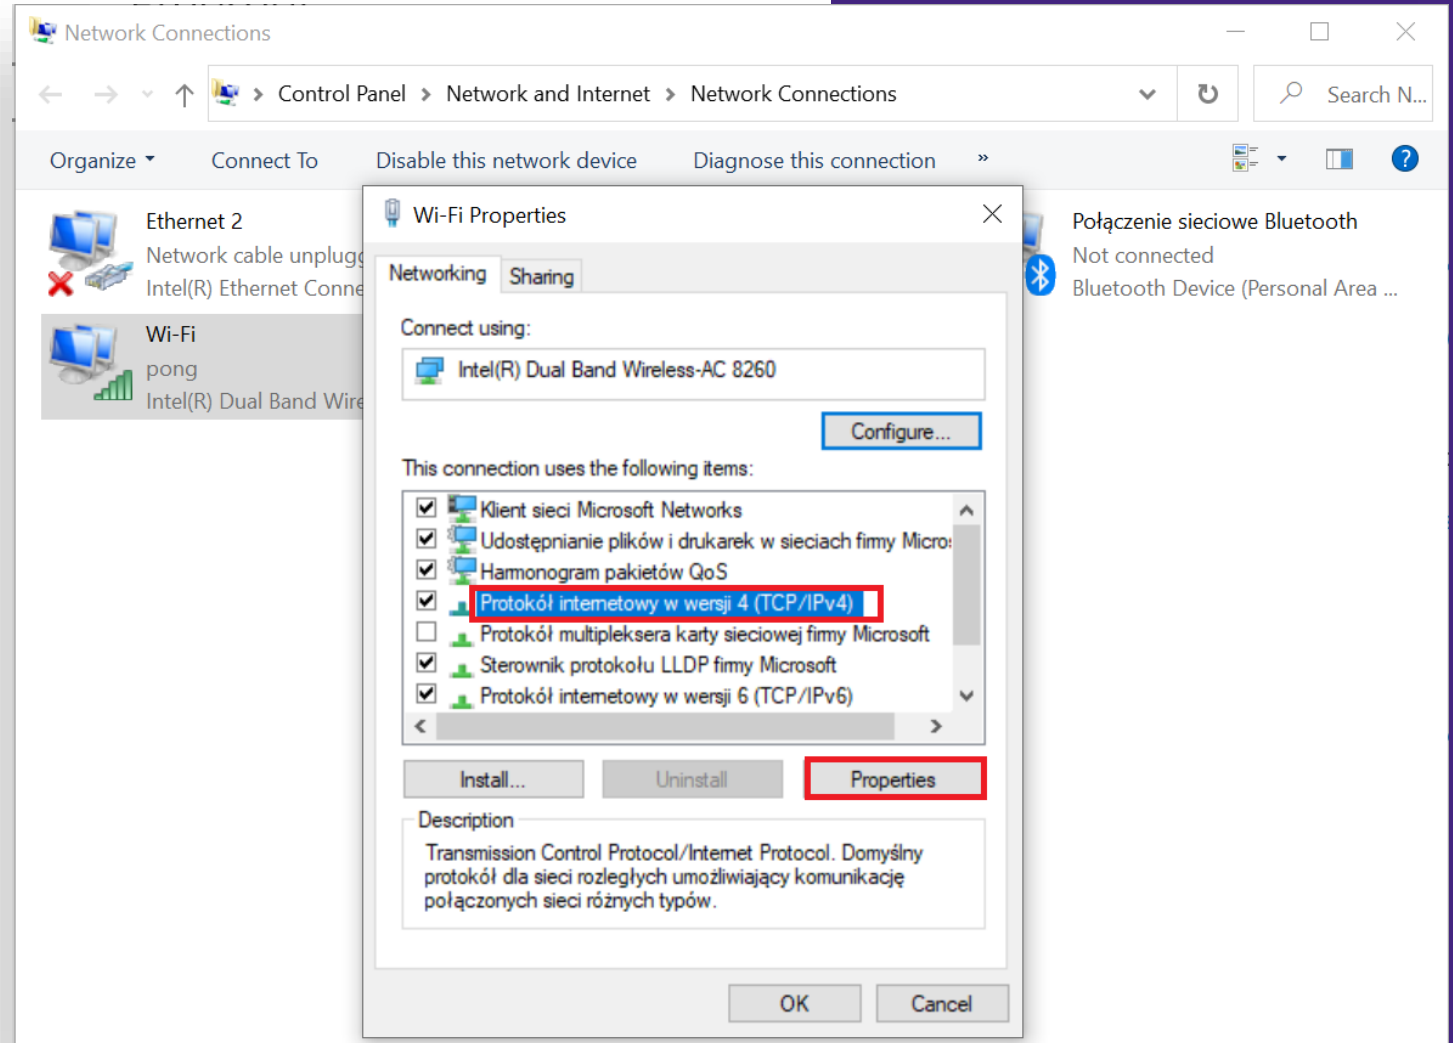 Network Connections
Control Panel > Network and Internet > Network Connections
Search N...
Organize
Connect To
Disable this network device
Diagnose this connection
»
Ethernet 2
Network cable unplugg
Intel(R) Ethernet Conne
Wi-Fi
pong
Intel(R) Dual Band Wire
Połączenie sieciowe Bluetooth
Not connected
Bluetooth Device (Personal Area ...
Wi-Fi Properties
Networking
Sharing
Connect using:
Intel(R) Dual Band Wireless-AC 8260
Configure...
This connection uses the following items:
Klient sieci Microsoft Networks
Udostępnianie plików i drukarek w sieciach firmy Micros
Harmonogram pakietów QoS
Protokół internetowy w wersji 4 (TCP/IPv4)
Protokół multipleksera karty sieciowej firmy Microsoft
Sterownik protokołu LLDP firmy Microsoft
Protokół internetowy w wersji 6 (TCP/IPv6)
Install...
Uninstall
Properties
Description
Transmission Control Protocol/Internet Protocol. Domyślny
protokół dla sieci rozległych umożliwiający komunikację
połączonych sieci różnych typów.
OK
Cancel